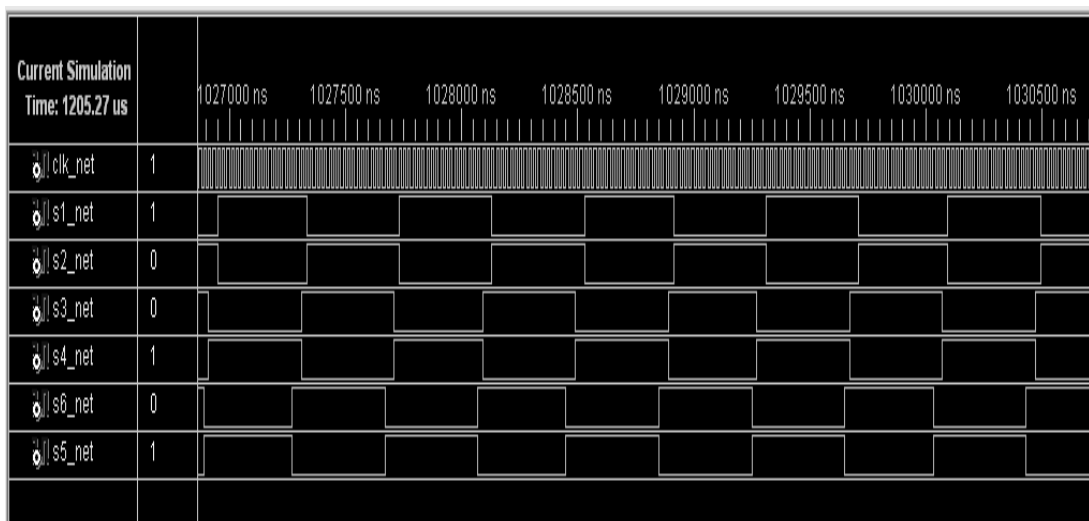 Current Simulation
Time: 1205.27 us
1027000 ns 1027500 ns 1028000 ns 1028500 ns 1029000 ns 1029500 ns 1030000 ns 1030500 ns
clk_net 1
s1_net 1
s2_net 0
s3_net 0
s4_net 1
s6_net 0
s5_net 1